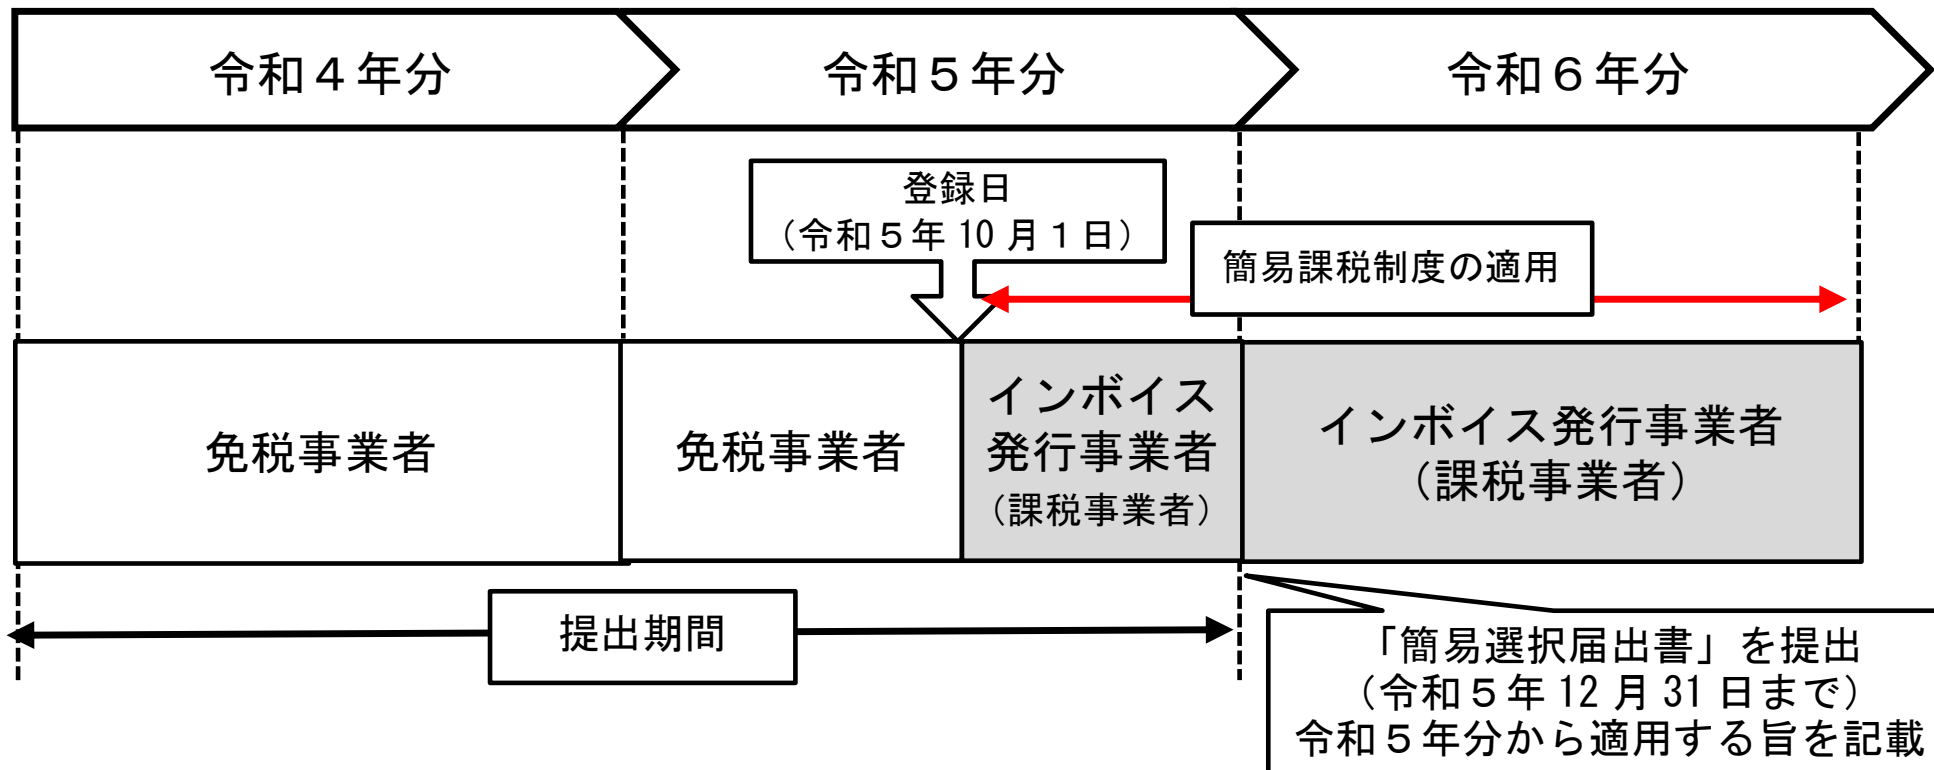 令和４年分
令和５年分
令和６年分
登録日
（令和５年 10 月１日）
簡易課税制度の適用
免税事業者
免税事業者
インボイス
発行事業者
（課税事業者）
インボイス発行事業者
（課税事業者）
提出期間
「簡易選択届出書」を提出
（令和５年 12 月 31 日まで）
令和５年分から適用する旨を記載